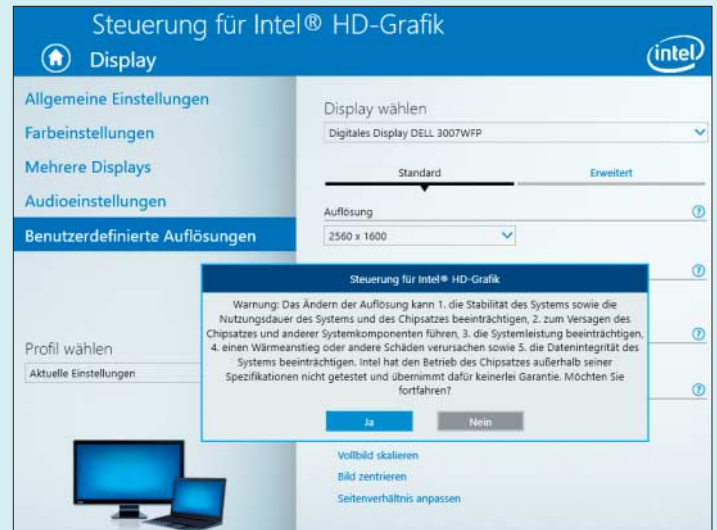 Steuerung für Intel® HD-Grafik
Display
intel
Allgemeine Einstellungen
Farbeinstellungen
Mehrere Displays
Audioeinstellungen
Benutzerdefinierte Auflösungen
Profil wählen
Aktuelle Einstellungen
Display wählen
Digitales Display DELL 3007WFP
Standard
Erweitert
Auflösung
?
2560 x 1600
?
?
?
Steuerung für Intel® HD-Grafik
Warnung: Das Ändern der Auflösung kann 1. die Stabilität des Systems sowie die
Nutzungsdauer des Systems und des Chipsatzes beeinträchtigen, 2. zum Versagen des
Chipsatzes und anderer Systemkomponenten führen, 3. die Systemleistung beeinträchtigen,
4. einen Wärmeanstieg oder andere Schäden verursachen sowie 5. die Datenintegrität des
Systems beeinträchtigen. Intel hat den Betrieb des Chipsatzes außerhalb seiner
Spezifikationen nicht getestet und übernimmt dafür keinerlei Garantie. Möchten Sie
fortfahren?
Ja
Nein
Vollbild skalieren
Bild zentrieren
Seitenverhältnis anpassen